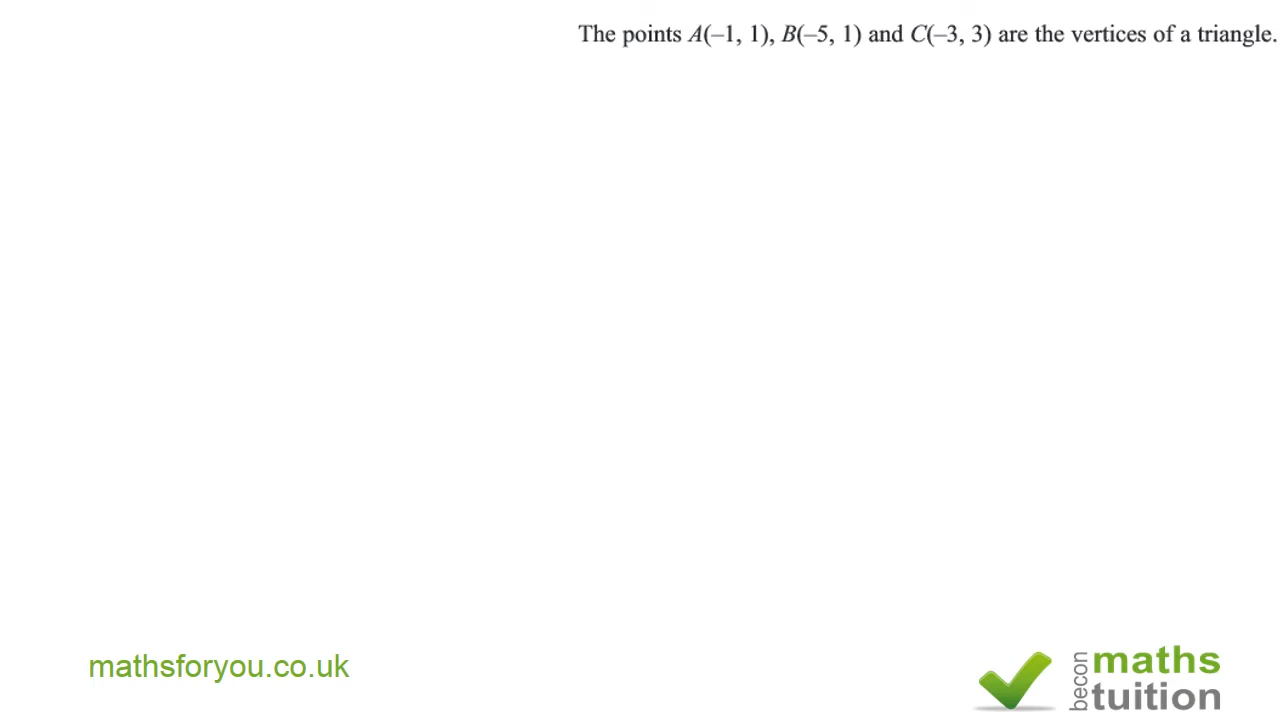 The points A(–1, 1), B(–5, 1) and C(–3, 3) are the vertices of a triangle.
mathsforyou.co.uk
becon
maths
tuition